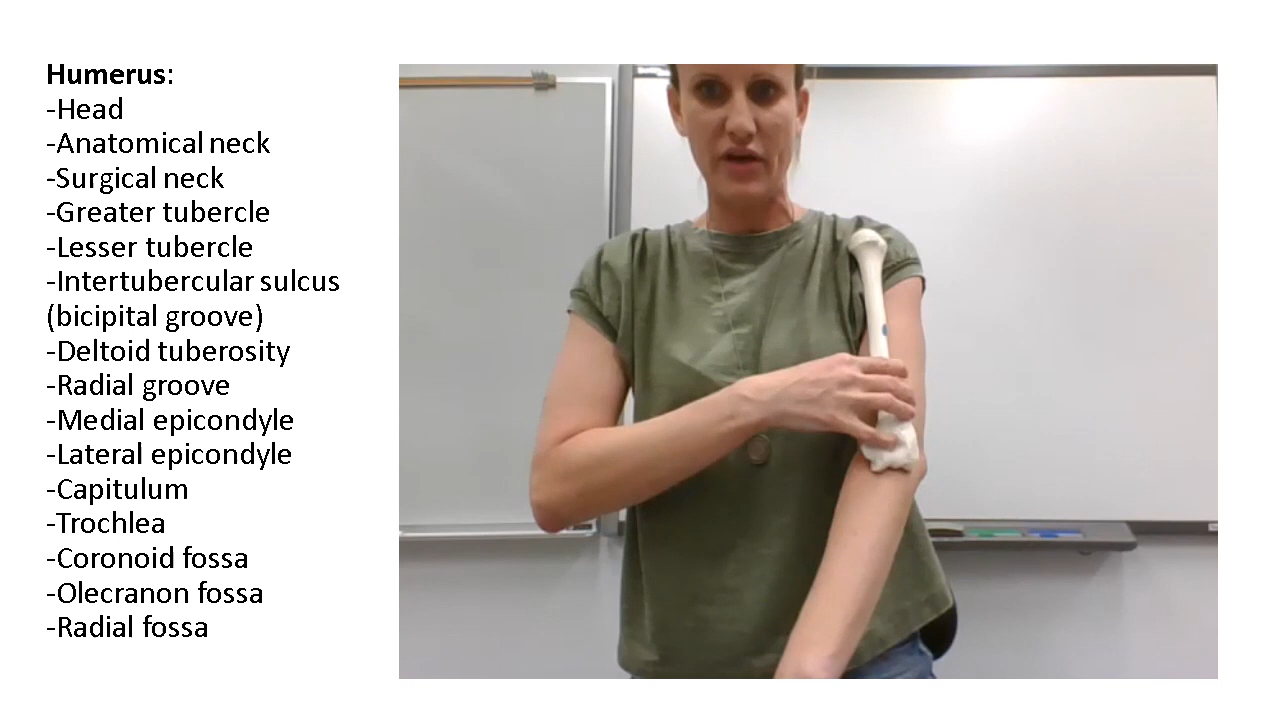 Humerus:
-Head
-Anatomical neck
-Surgical neck
-Greater tubercle
-Lesser tubercle
-Intertubercular sulcus
(bicipital groove)
-Deltoid tuberosity
-Radial groove
-Medial epicondyle
-Lateral epicondyle
-Capitulum
-Trochlea
-Coronoid fossa
-Olecranon fossa
-Radial fossa